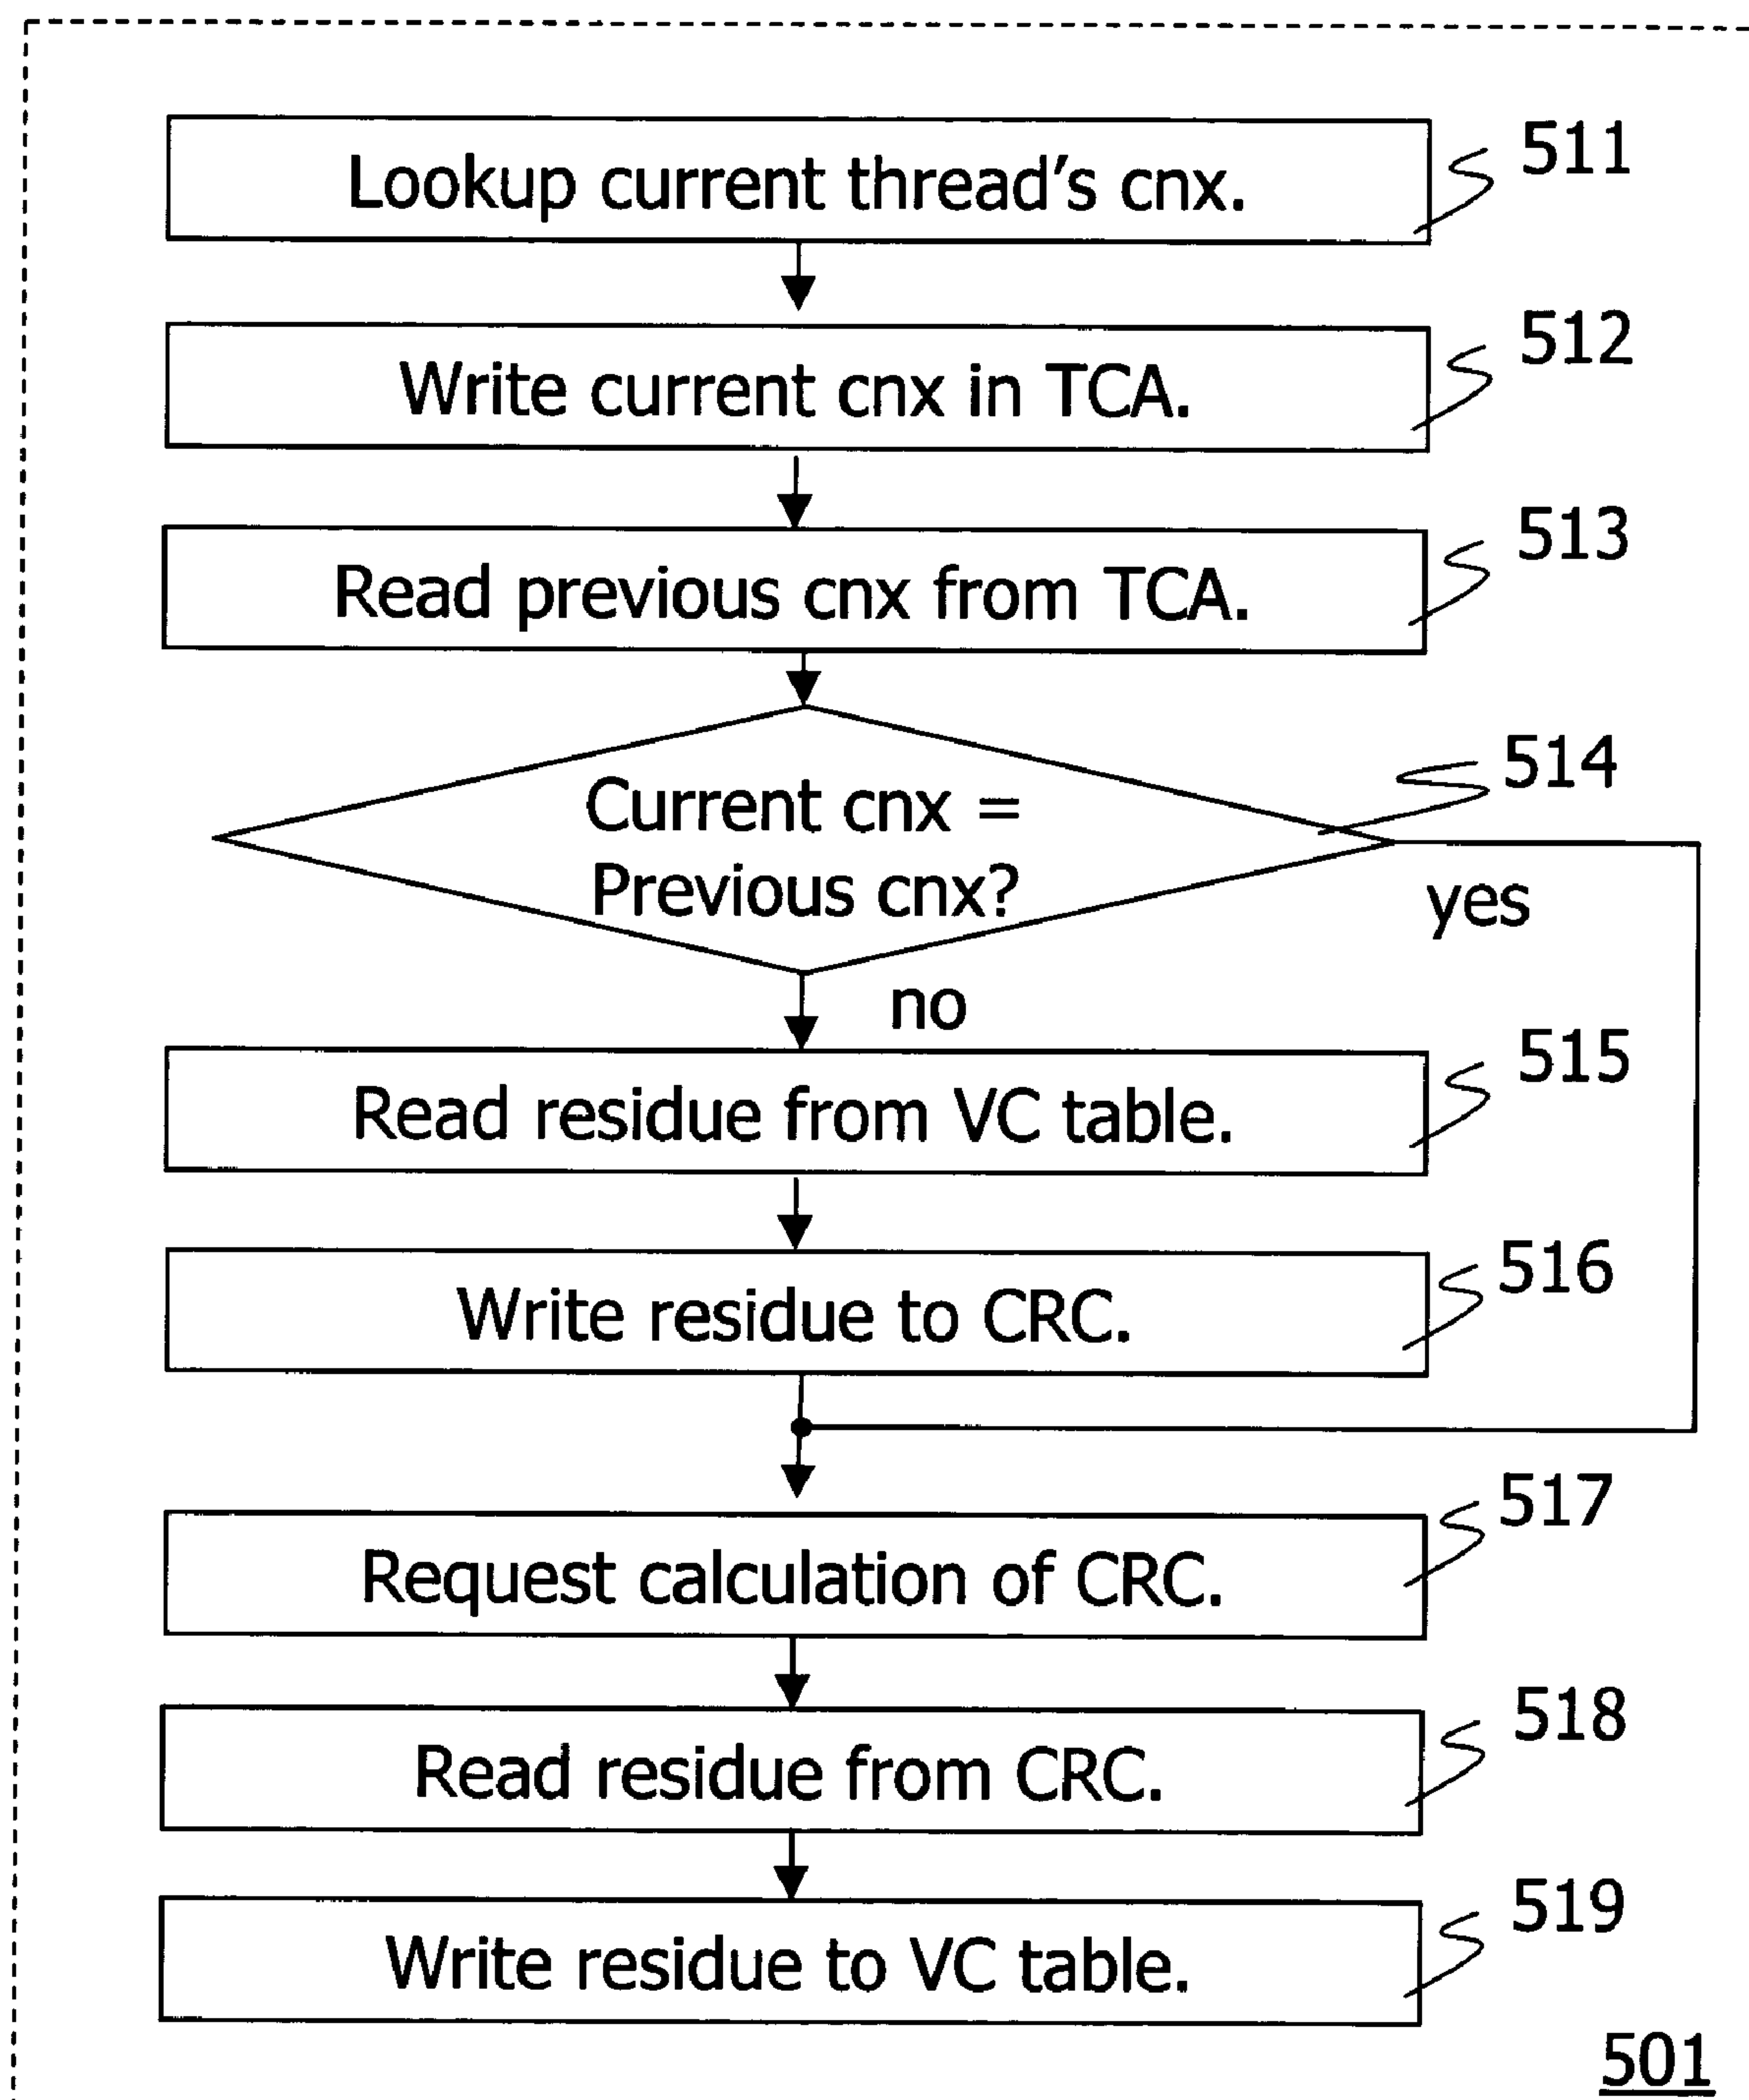 Lookup current thread's cnx.
511
Write current cnx in TCA.
512
Read previous cnx from TCA.
513
Current cnx =
Previous cnx?
514
yes
no
Read residue from VC table.
515
Write residue to CRC.
516
Request calculation of CRC.
517
Read residue from CRC.
518
Write residue to VC table.
519
501